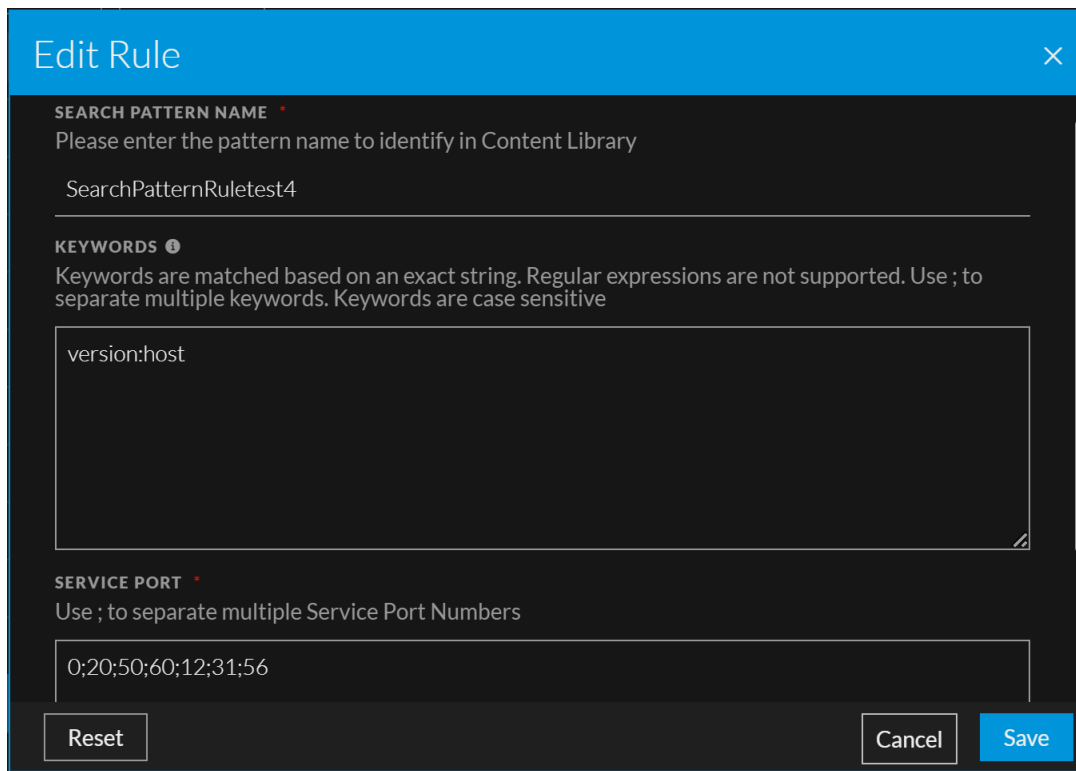 Edit Rule
SEARCH PATTERN NAME *
Please enter the pattern name to identify in Content Library
SearchPatternRuletest4
KEYWORDS
Keywords are matched based on an exact string. Regular expressions are not supported. Use ; to
separate multiple keywords. Keywords are case sensitive
version:host
SERVICE PORT *
Use ; to separate multiple Service Port Numbers
0;20;50;60;12;31;56
Reset
Cancel
Save